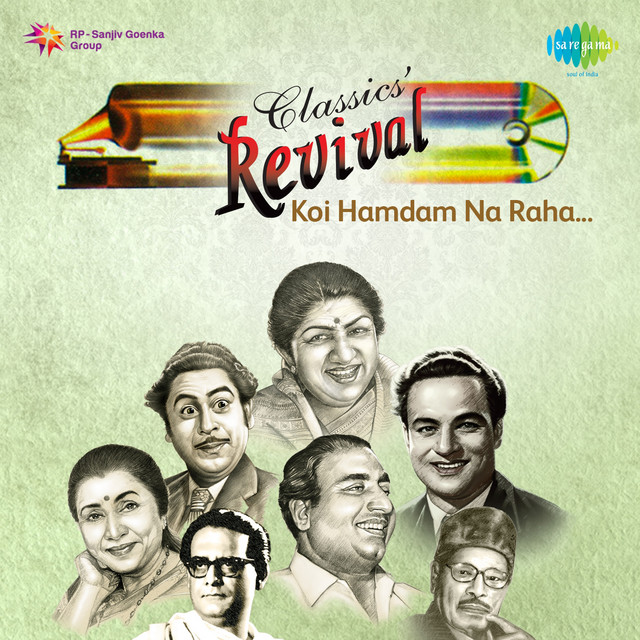 RP - Sanjiv Goenka
Group
sa re ga ma
soul of India
Classics'
Revival
Koi Hamdam Na Raha...